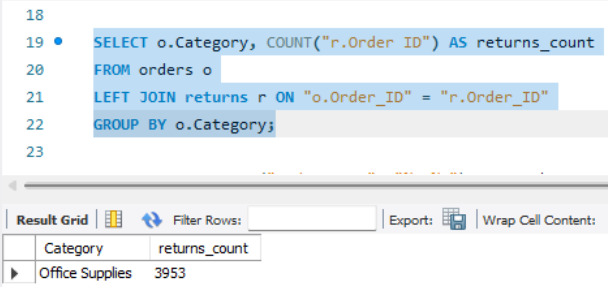 18
19 SELECT o.Category, COUNT("r.Order ID") AS returns_count
20 FROM orders o
21 LEFT JOIN returns r ON "o.Order_ID" = "r.Order_ID"
22 GROUP BY o.Category;
23
Result Grid Filter Rows: Export: Wrap Cell Content:
Category returns_count
Office Supplies 3953